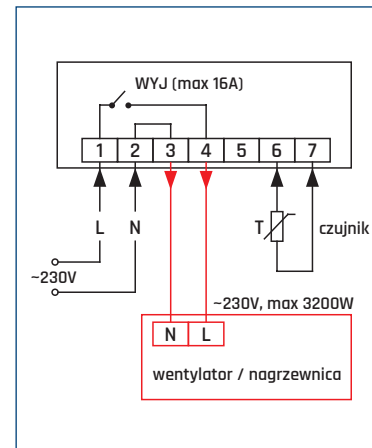 WYJ (max 16A)
1 2 3 4 5 6 7
L N
T czujnik
~230V
~230V, max 3200W
N L
wentylator / nagrzewnica